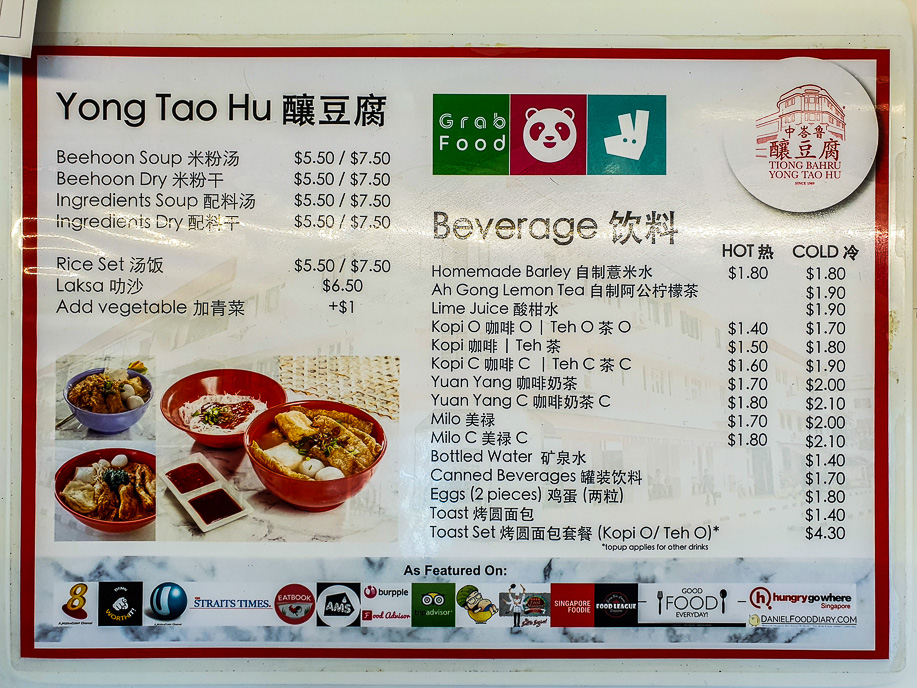 Yong Tao Hu 釀豆腐
Beehoon Soup 米粉汤 $5.50 / $7.50
Beehoon Dry 米粉干 $5.50 / $7.50
Ingredients Soup 配料汤 $5.50 / $7.50
Ingredients Dry 配料干 $5.50 / $7.50
Rice Set 汤饭 $5.50 / $7.50
Laksa 叻沙 $6.50
Add vegetable 加青菜 +$1
Grab
Food
中峇鲁
釀豆腐
TIONG BAHRU
YONG TAO HU
SINCE 1969
Beverage 饮料
HOT 热 COLD 冷
Homemade Barley 自制薏米水 $1.80 $1.80
Ah Gong Lemon Tea 自制阿公柠檬茶 $1.90
Lime Juice 酸柑水 $1.90
Kopi O 咖啡 O | Teh O 茶 O $1.40 $1.70
Kopi 咖啡 | Teh 茶 $1.50 $1.80
Kopi C 咖啡 C | Teh C 茶 C $1.60 $1.90
Yuan Yang 咖啡奶茶 $1.70 $2.00
Yuan Yang C 咖啡奶茶 C $1.80 $2.10
Milo 美禄 $1.70 $2.00
Milo C 美禄 C $1.80 $2.10
Bottled Water 矿泉水 $1.40
Canned Beverages 罐装饮料 $1.70
Eggs (2 pieces) 鸡蛋 (两粒) $1.80
Toast 烤圆面包 $1.40
Toast Set 烤圆面包套餐 (Kopi O/ Teh O)* $4.30
*topup applies for other drinks
As Featured On:
8
WORTHIT!
THE STRAITS TIMES.
EATBOOK
AMS
burpple
Food Advisor
advisor
SINGAPORE
FOODIE
FOOD LEAGUE
GOOD
FOOD
EVERYDAY!
hungrygowhere
Singapore
DANIELFOODDIARY.COM